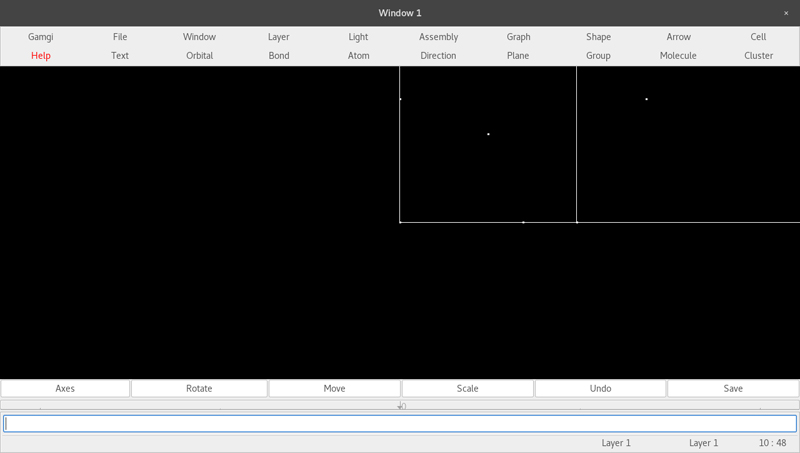 Window 1 ×
Gamgi File Window Layer Light Assembly Graph Shape Arrow Cell
Help Text Orbital Bond Atom Direction Plane Group Molecule Cluster
Axes Rotate Move Scale Undo Save
0
Layer 1 Layer 1 10 : 48